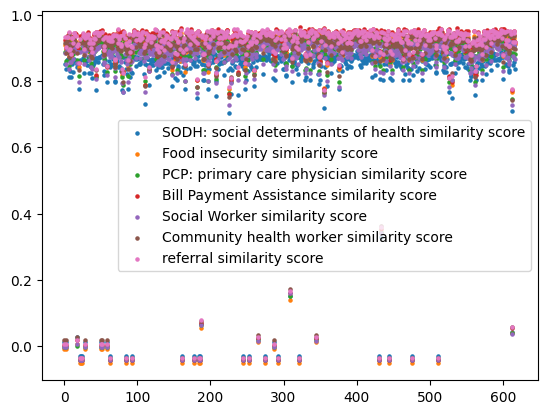 1.0
0.8
0.6
0.4
0.2
0.0
SODH: social determinants of health similarity score
Food insecurity similarity score
PCP: primary care physician similarity score
Bill Payment Assistance similarity score
Social Worker similarity score
Community health worker similarity score
referral similarity score
0 100 200 300 400 500 600